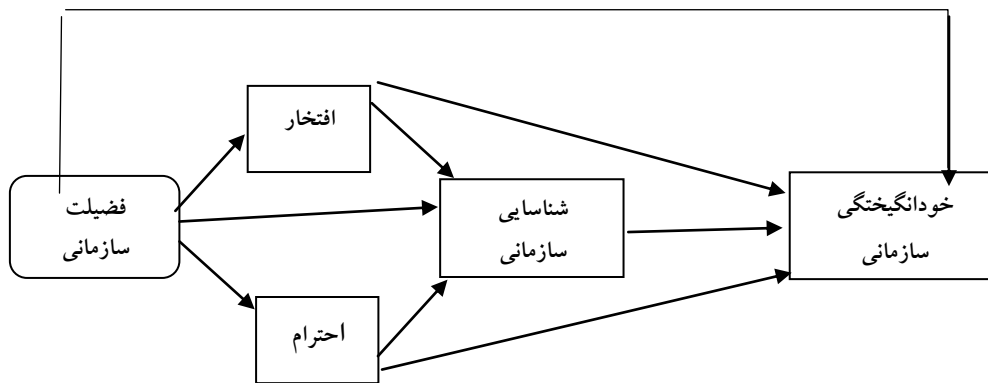 افتخار
فضیلت
سازمانی
شناسایی
سازمانی
خودانگیختگی
سازمانی
احترام